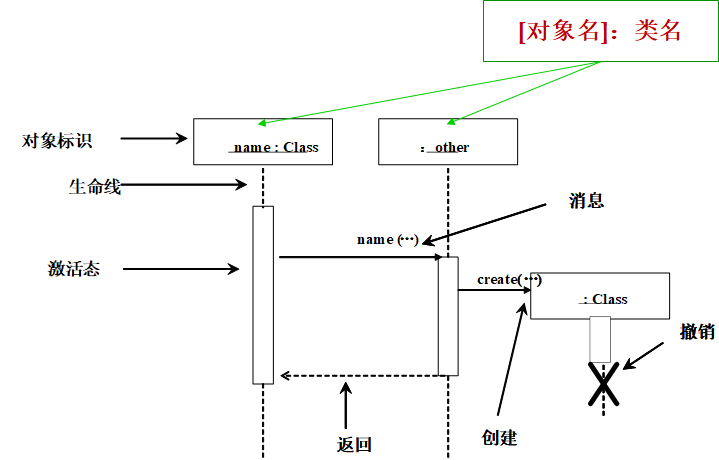 [对象名]：类名
对象标识
name : Class
： other
生命线
消息
name (…)
激活态
create(…)
: Class
撤销
创建
返回